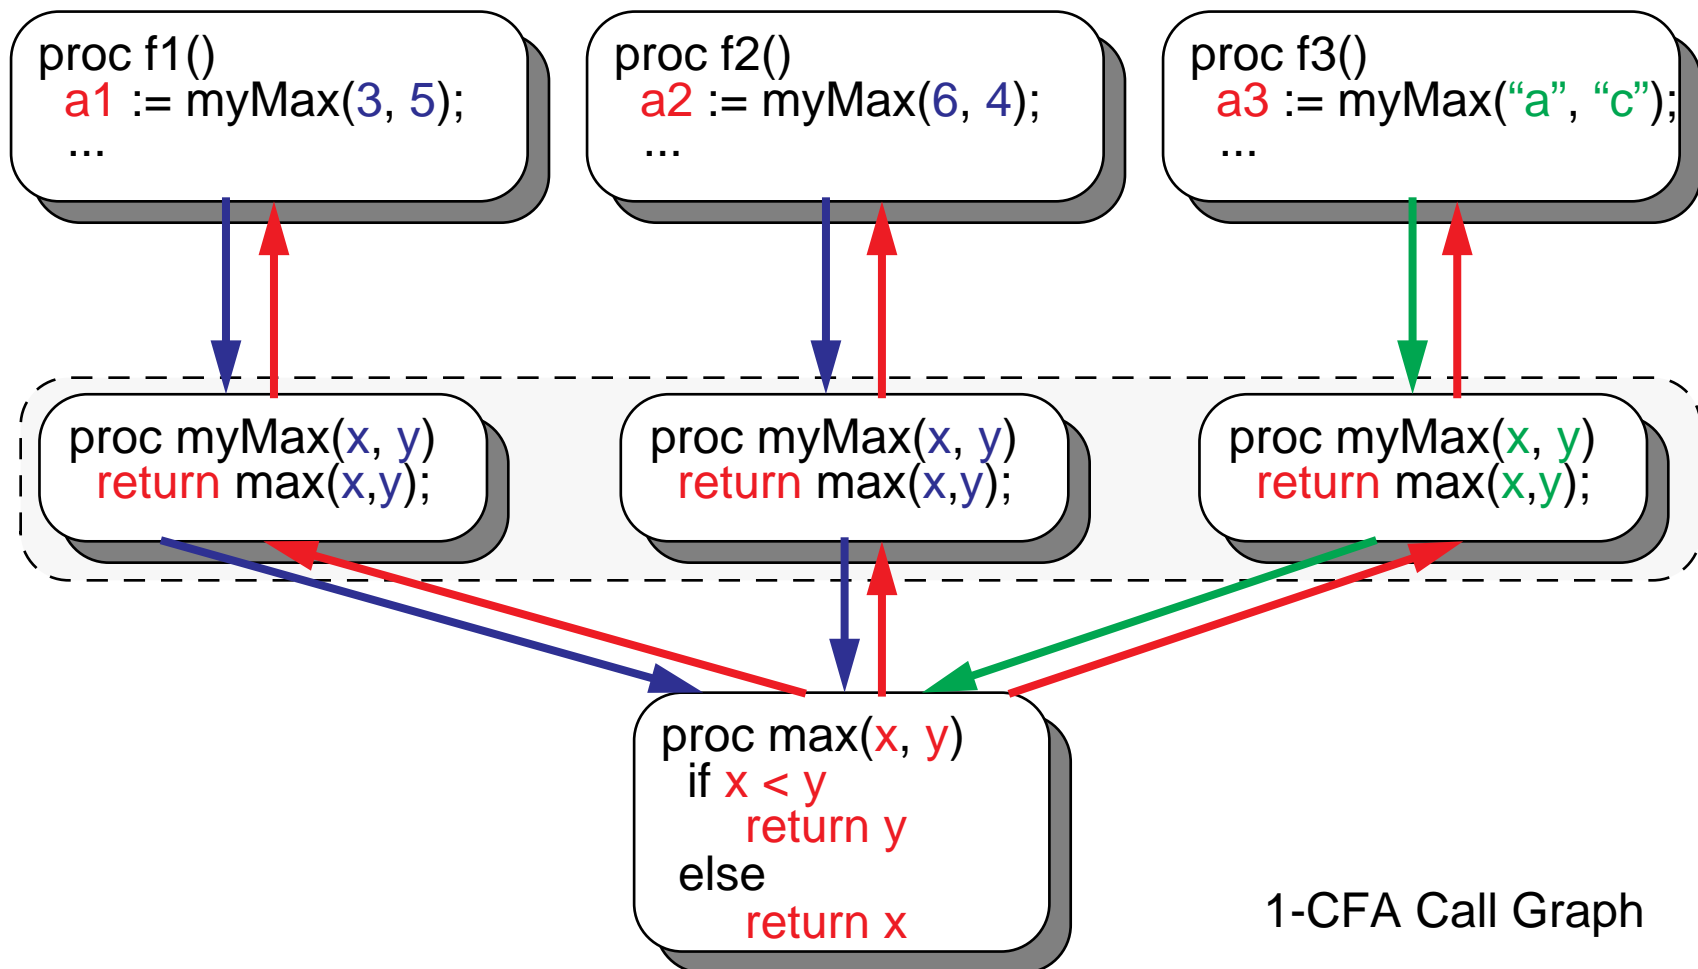 proc f1()
a1 := myMax(3, 5);
...
proc f2()
a2 := myMax(6, 4);
...
proc f3()
a3 := myMax(“a”, “c”);
...
proc myMax(x, y)
return max(x,y);
proc myMax(x, y)
return max(x,y);
proc myMax(x, y)
return max(x,y);
proc max(x, y)
if x < y
return y
else
return x
1-CFA Call Graph